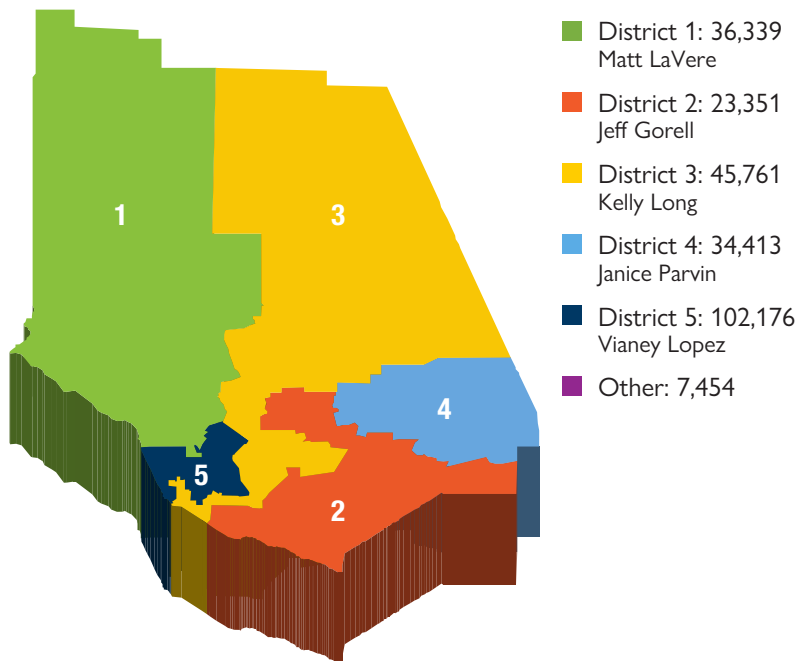 District 1: 36,339
Matt LaVere
District 2: 23,351
Jeff Gorell
District 3: 45,761
Kelly Long
District 4: 34,413
Janice Parvin
District 5: 102,176
Vianey Lopez
Other: 7,454
1
3
4
5
2